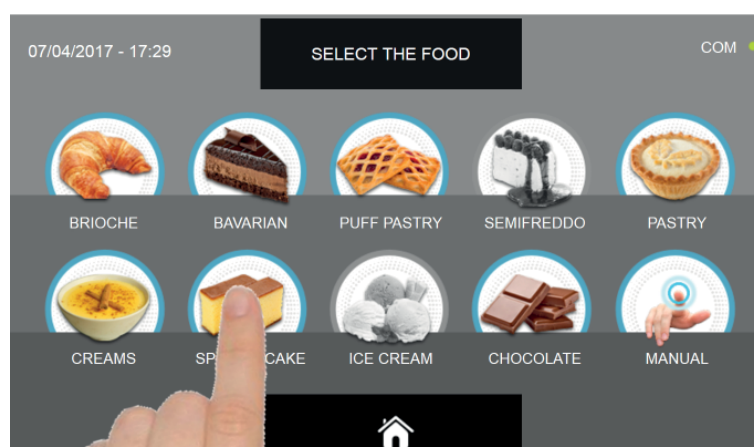 07/04/2017 - 17:29
SELECT THE FOOD
COM
BRIOCHE
BAVARIAN
PUFF PASTRY
SEMIFREDDO
PASTRY
CREAMS
SP CAKE
ICE CREAM
CHOCOLATE
MANUAL